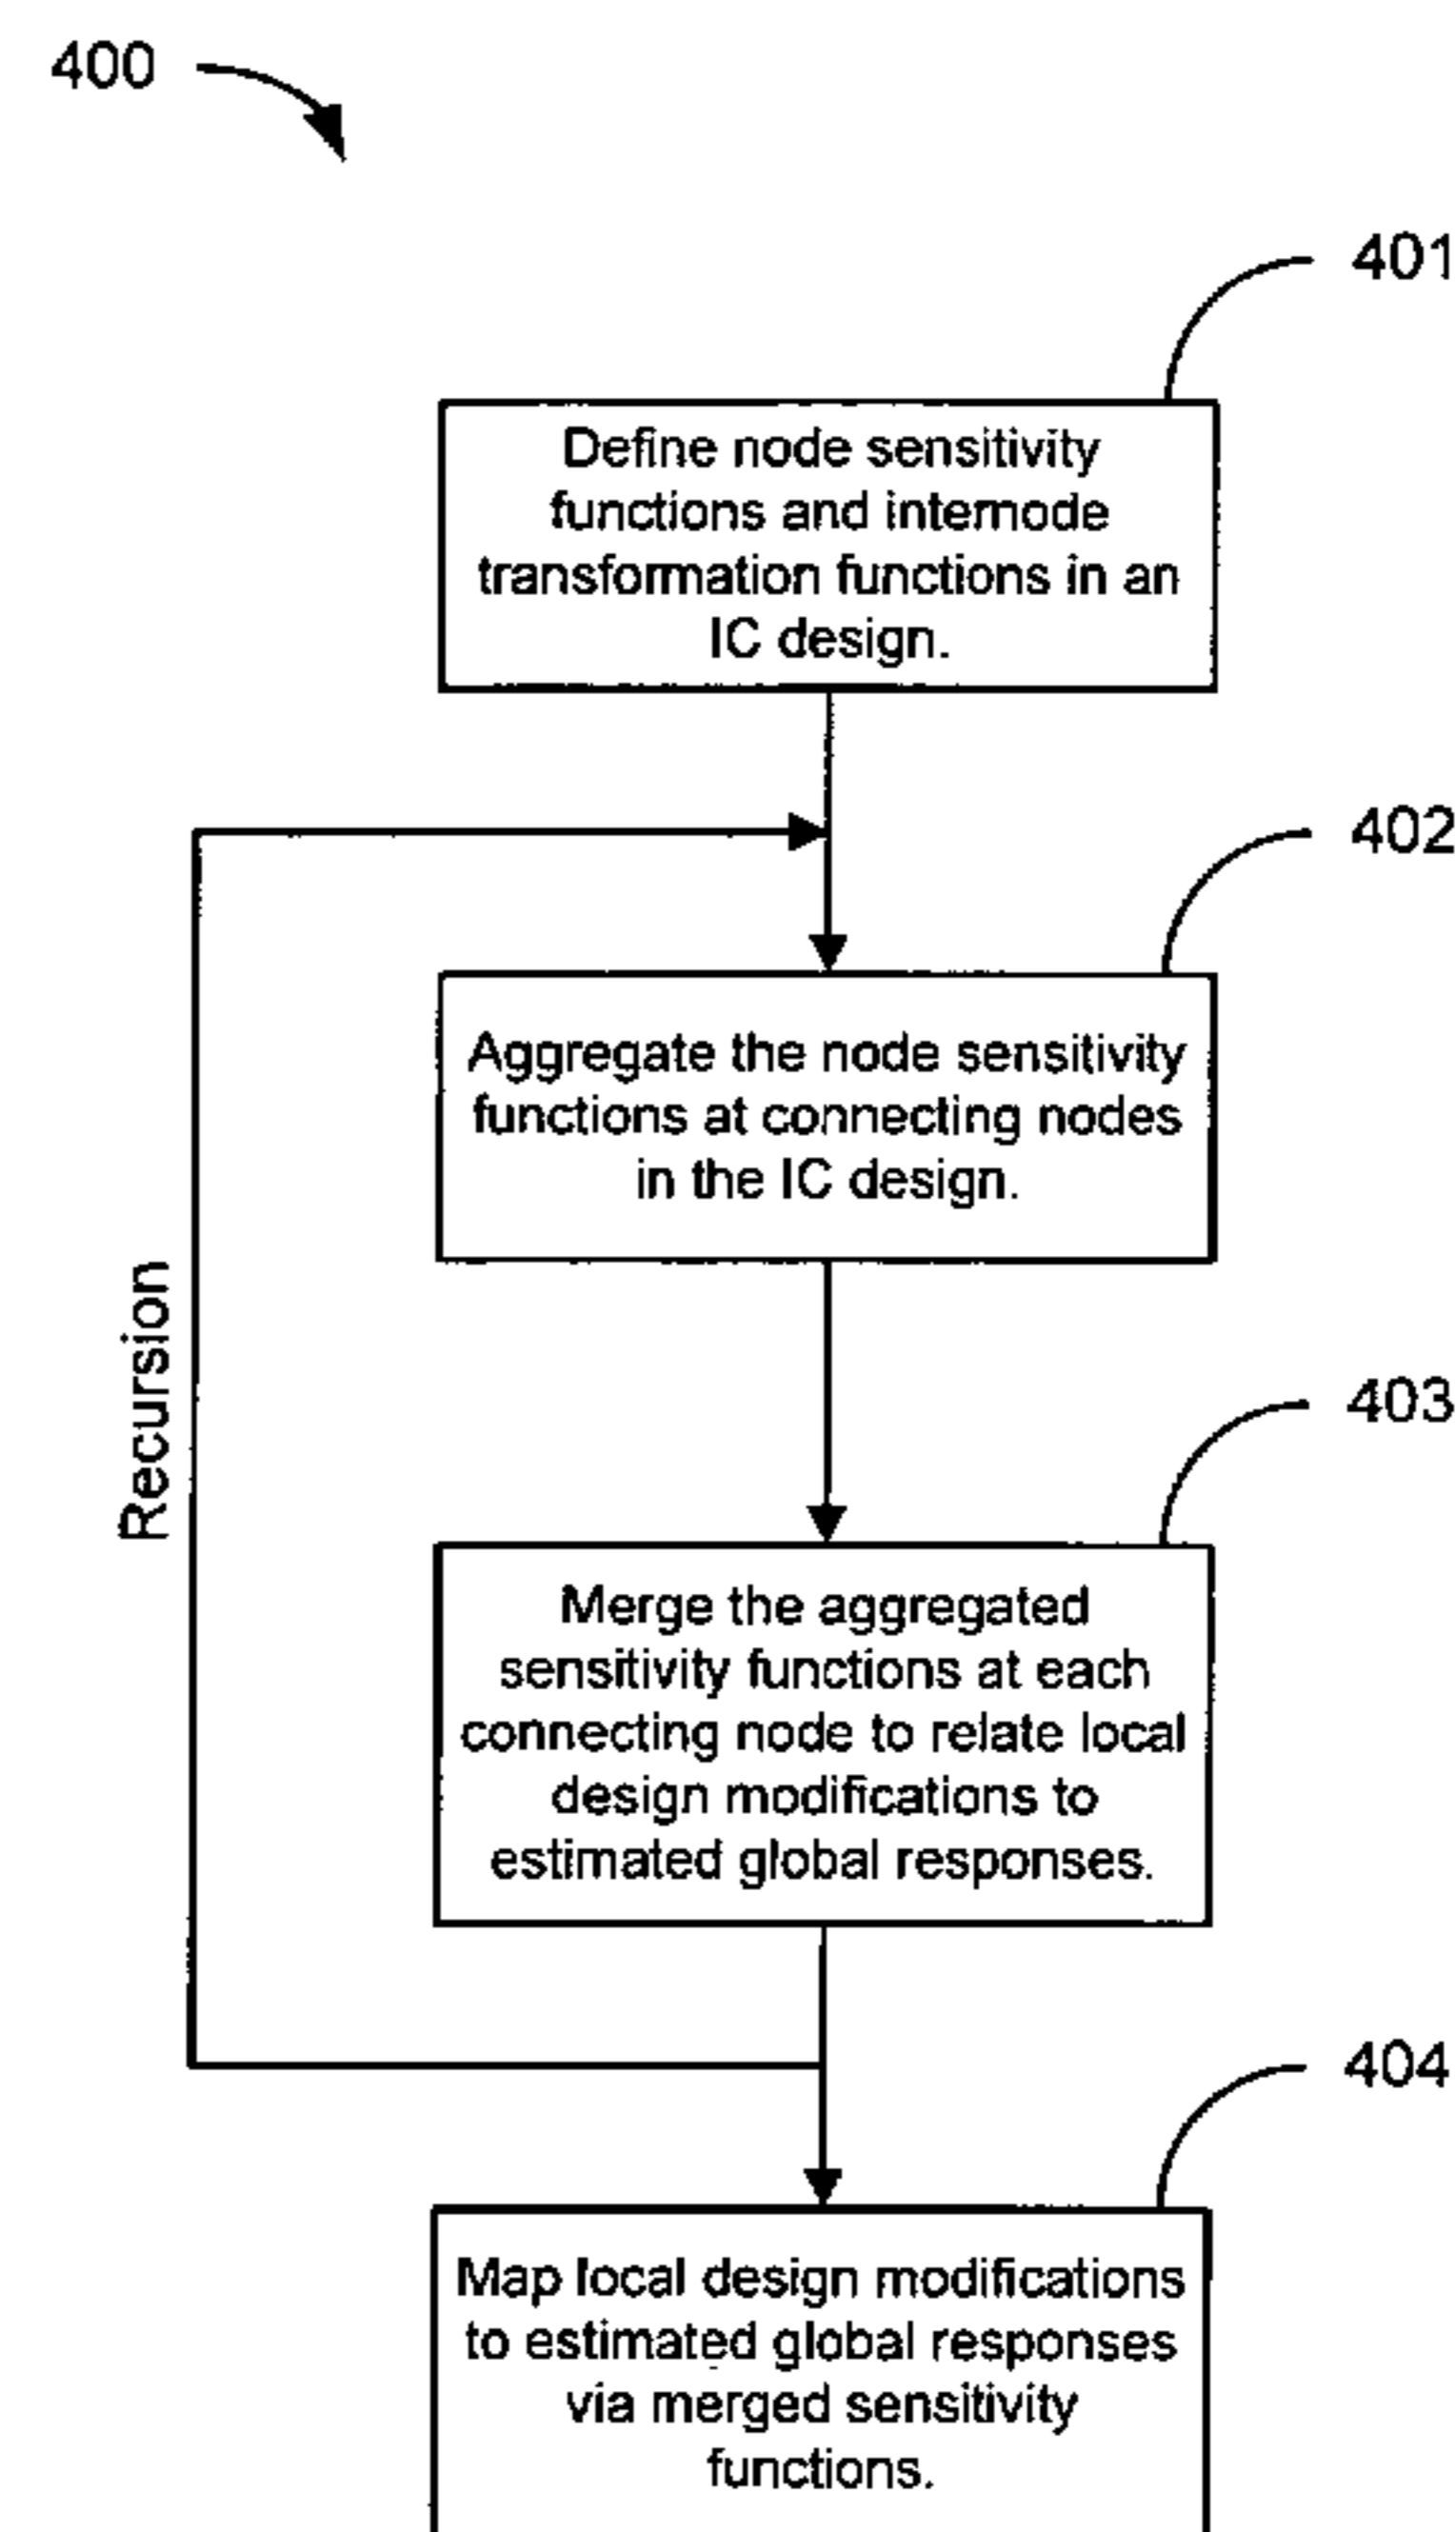 400
401
Define node sensitivity
functions and internode
transformation functions in an
IC design.
402
Aggregate the node sensitivity
functions at connecting nodes
in the IC design.
Recursion
403
Merge the aggregated
sensitivity functions at each
connecting node to relate local
design modifications to
estimated global responses.
404
Map local design modifications
to estimated global responses
via merged sensitivity
functions.